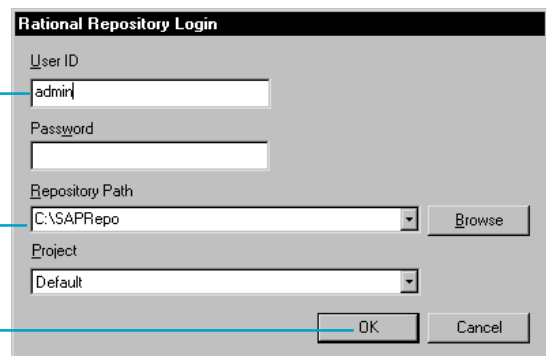 Rational Repository Login
User ID
admin
Password
Repository Path
C:\SAPRepo
Browse
Project
Default
OK
Cancel